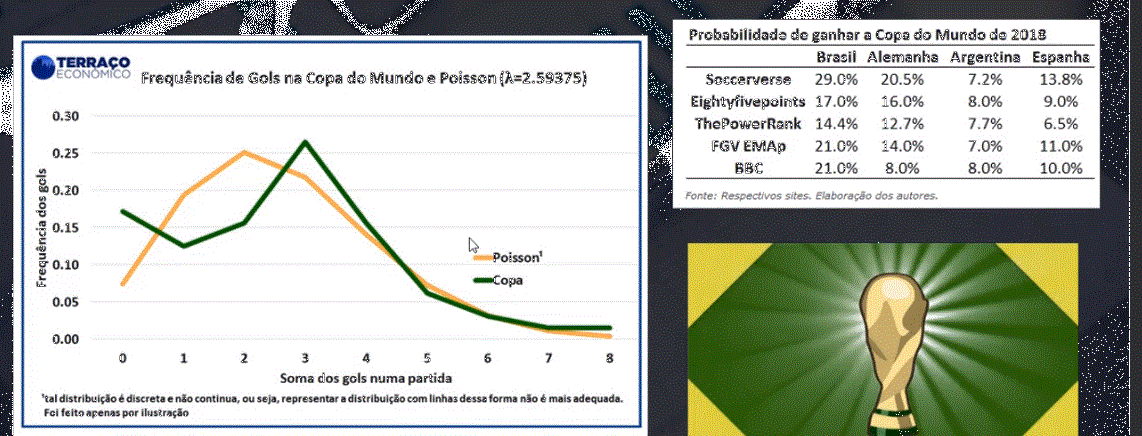 TERRAÇO
ECONÔMICO
Frequência de Gols na Copa do Mundo e Poisson (λ=2.59375)
0.30
0.25
0.20
0.15
0.10
0.05
0.00
Frequência dos gols
0 1 2 3 4 5 6 7 8
Soma dos gols numa partida
Poisson¹
Copa
¹tal distribuição é discreta e não continua, ou seja, representar a distribuição com linhas dessa forma não é mais adequada.
Foi feito apenas por ilustração
Probabilidade de ganhar a Copa do Mundo de 2018
Brasil Alemanha Argentina Espanha
Soccerverse 29.0% 20.5% 7.2% 13.8%
Eightyfivepoints 17.0% 16.0% 8.0% 9.0%
ThePowerRank 14.4% 12.7% 7.7% 6.5%
FGV EMAp 21.0% 14.0% 7.0% 11.0%
BBC 21.0% 8.0% 8.0% 10.0%
Fonte: Respectivos sites. Elaboração dos autores.